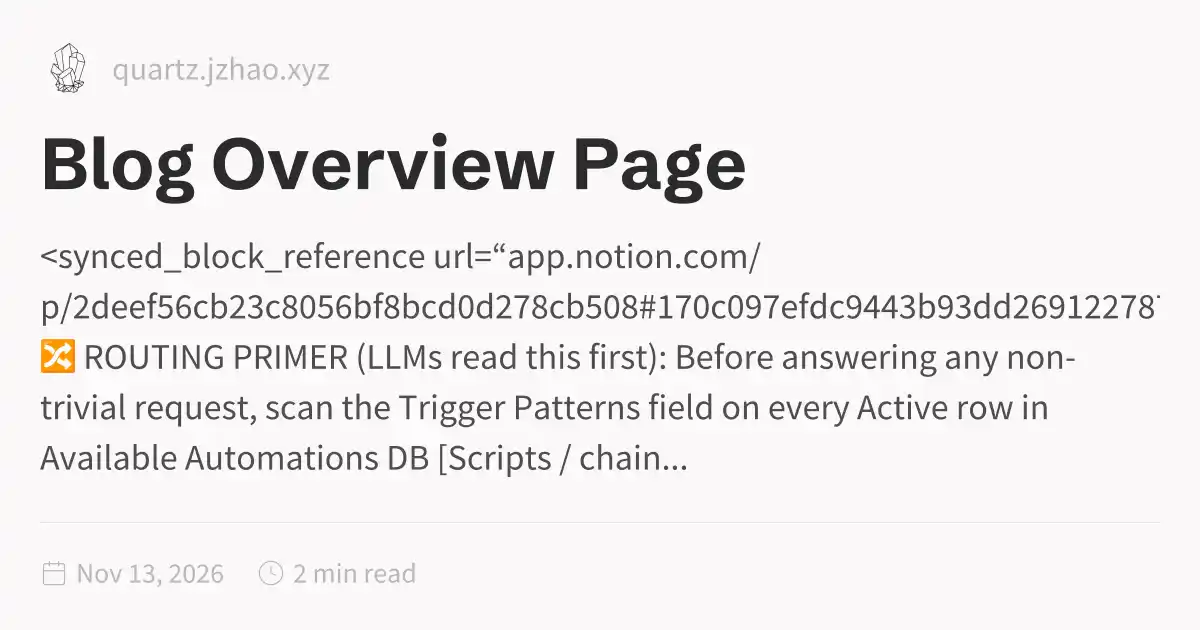 quartz.jzhao.xyz
Blog Overview Page
<synced_block_reference url=“app.notion.com/
p/2deef56cb23c8056bf8bcd0d278cb508#170c097efdc9443b93dd26912278
🔀 ROUTING PRIMER (LLMs read this first): Before answering any non-
trivial request, scan the Trigger Patterns field on every Active row in
Available Automations DB [Scripts / chain...
Nov 13, 2026
2 min read